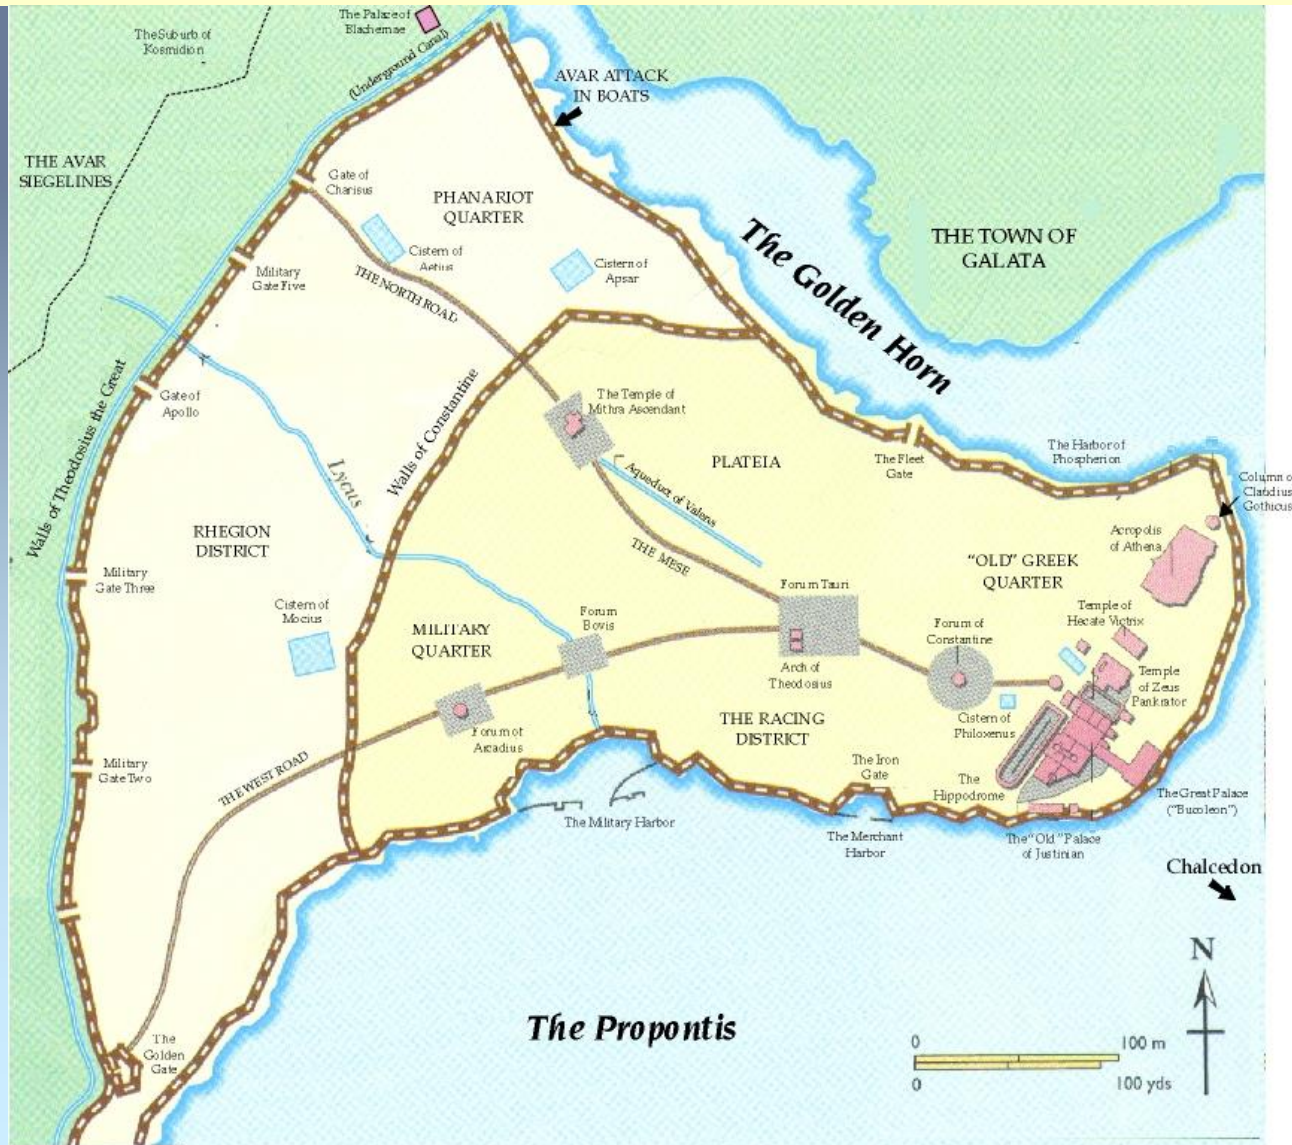 The Palace of
Blachernae
The Suburb of
Kosmidion
(Underground Canal)
AVAR ATTACK
IN BOATS
THE AVAR
SIEGELINES
Gate of
Charisus
PHANARIOT
QUARTER
THE TOWN OF
GALATA
The Golden Horn
Cistern of
Aetius
Cistern of
Apsar
Military
Gate Five
THE NORTH ROAD
Walls of Theodosius the Great
Gate of
Apollo
Walls of Constantine
The Temple of
Mithra Ascendant
Lycus
PLATEIA
The Fleet
Gate
The Harbor of
Phospherion
Column of
Claudius
Gothicus
Aqueduct of Valens
Acropolis
of Athena
RHEGION
DISTRICT
THE MESE
"OLD" GREEK
QUARTER
Military
Gate Three
Forum Tauri
Cistern of
Mocius
MILITARY
QUARTER
Forum
Bovis
Forum of
Constantine
Temple of
Hecate Victrix
Arch of
Theodosius
Temple
of Zeus
Pankrator
Forum of
Arcadius
THE RACING
DISTRICT
Cistern of
Philoxenus
Military
Gate Two
THE WEST ROAD
The Iron
Gate
The
Hippodrome
The Great Palace
("Bucoleon")
The Military Harbor
The Merchant
Harbor
The "Old" Palace
of Justinian
Chalcedon
N
The Propontis
The
Golden
Gate
0
100 m
0
100 yds